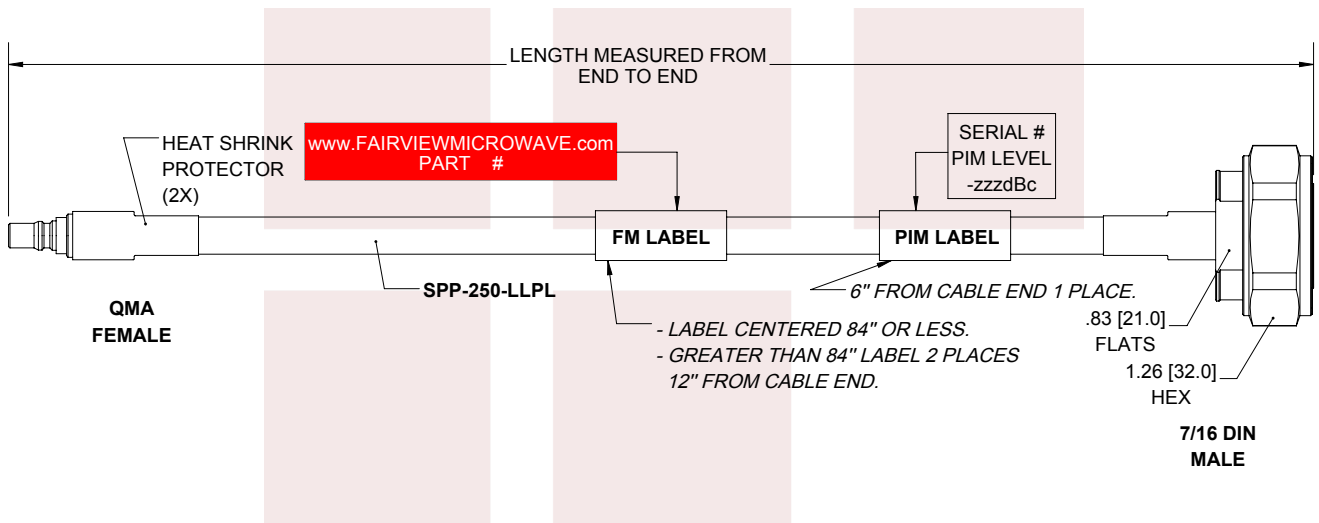 LENGTH MEASURED FROM
END TO END
HEAT SHRINK
PROTECTOR
(2X)
www.FAIRVIEWMICROWAVE.com
PART #
SERIAL #
PIM LEVEL
-zzzdBc
FM LABEL
PIM LABEL
SPP-250-LLPL
QMA
FEMALE
6" FROM CABLE END 1 PLACE.
- LABEL CENTERED 84" OR LESS.
- GREATER THAN 84" LABEL 2 PLACES
12" FROM CABLE END.
.83 [21.0]
FLATS
1.26 [32.0]
HEX
7/16 DIN
MALE